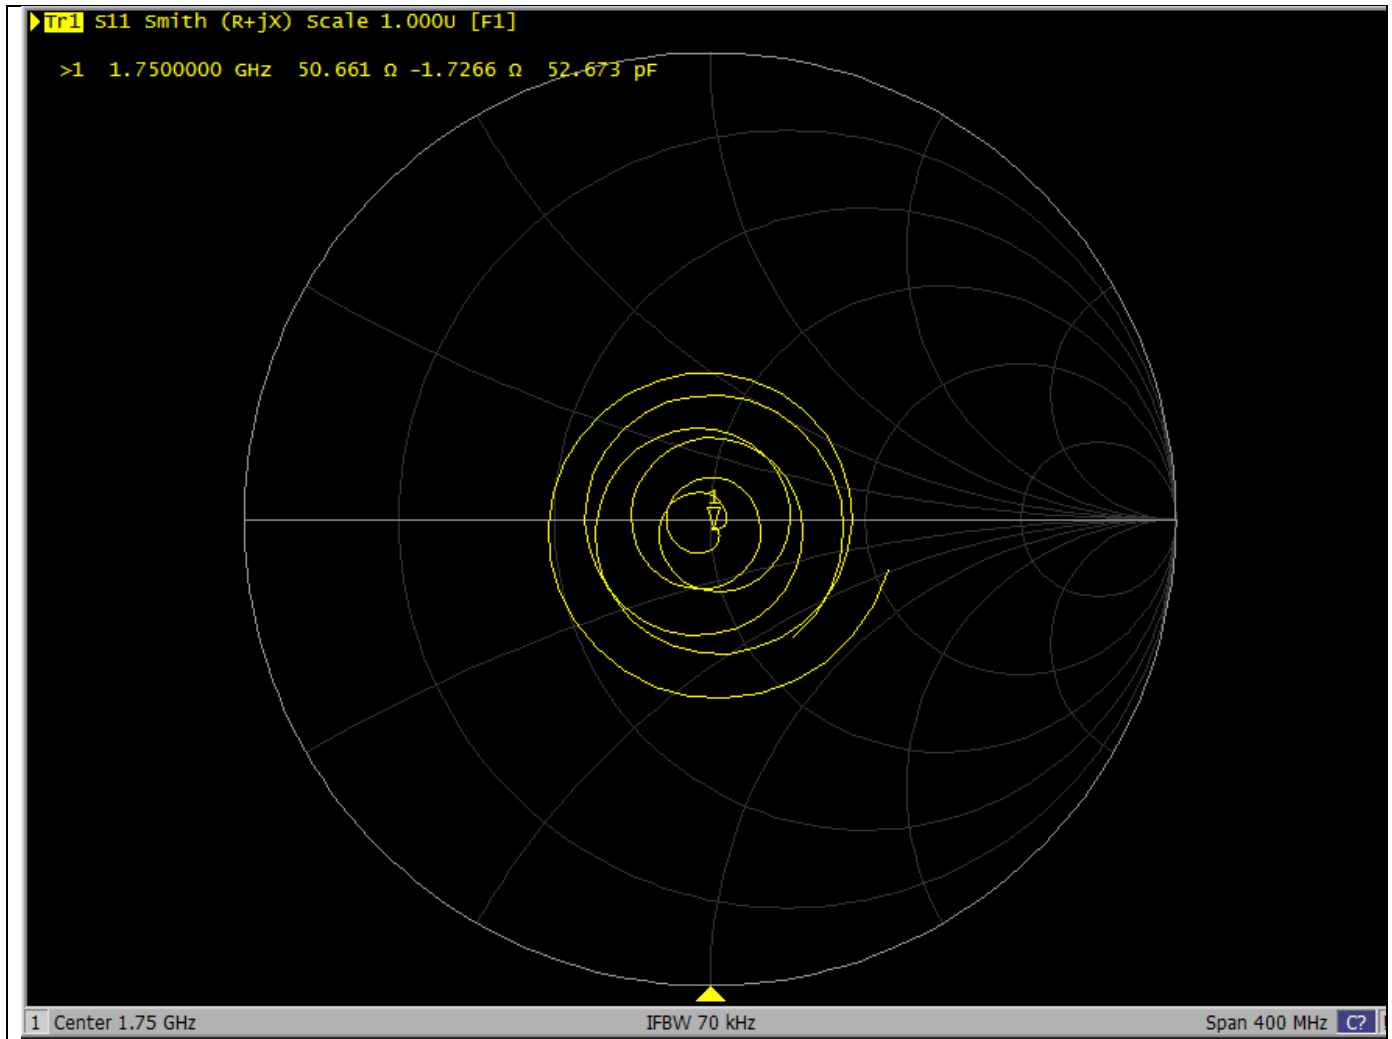 Tr1 S11 Smith (R+jX) Scale 1.000U [F1]
>1 1.7500000 GHz 50.661 Ω -1.7266 Ω 52.673 pF
1
1 Center 1.75 GHz IFBW 70 kHz Span 400 MHz C?